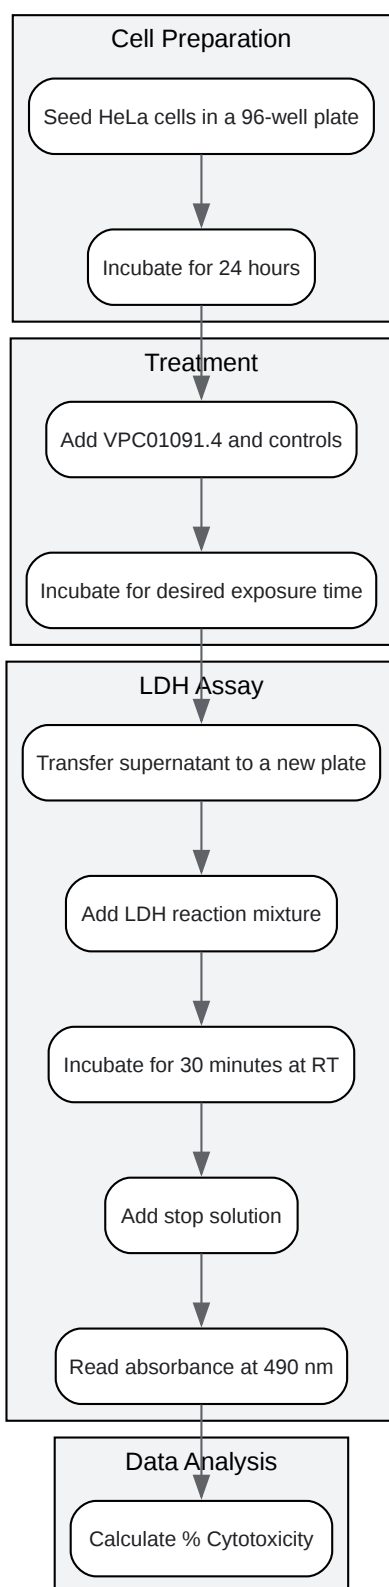 Cell Preparation
Seed HeLa cells in a 96-well plate
Incubate for 24 hours
Treatment
Add VPC01091.4 and controls
Incubate for desired exposure time
LDH Assay
Transfer supernatant to a new plate
Add LDH reaction mixture
Incubate for 30 minutes at RT
Add stop solution
Read absorbance at 490 nm
Data Analysis
Calculate % Cytotoxicity